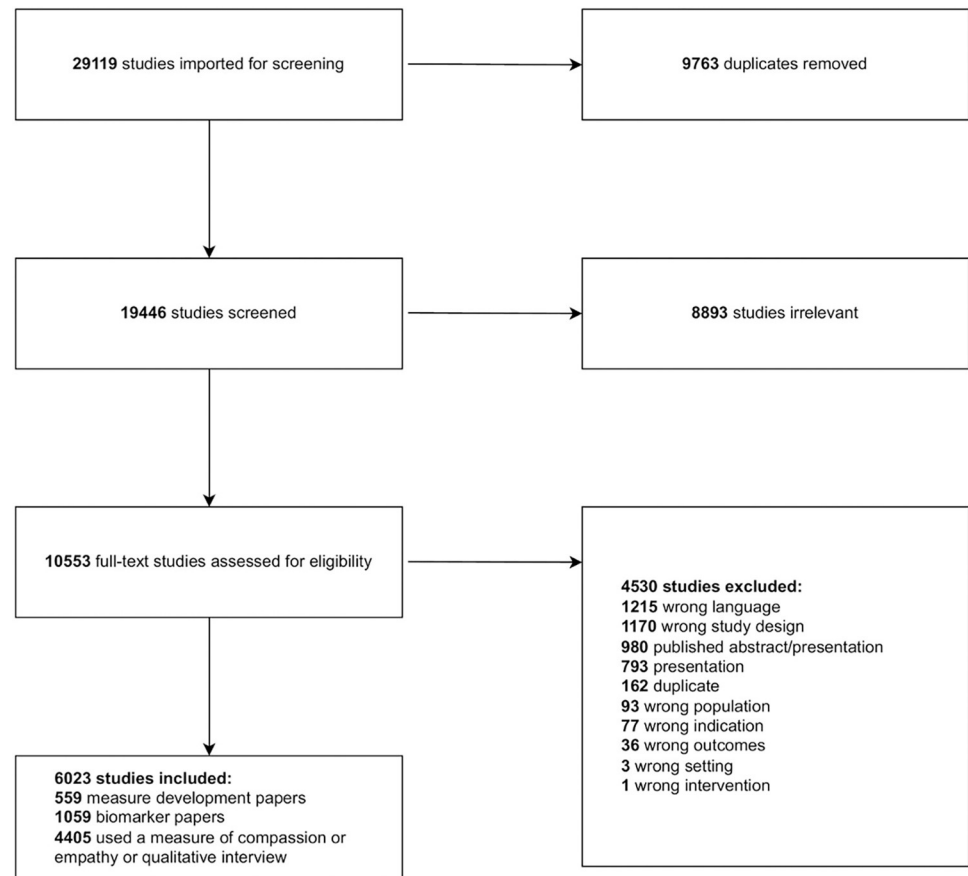 29119 studies imported for screening
9763 duplicates removed
19446 studies screened
8893 studies irrelevant
10553 full-text studies assessed for eligibility
4530 studies excluded:
1215 wrong language
1170 wrong study design
980 published abstract/presentation
793 presentation
162 duplicate
93 wrong population
77 wrong indication
36 wrong outcomes
3 wrong setting
1 wrong intervention
6023 studies included:
559 measure development papers
1059 biomarker papers
4405 used a measure of compassion or
empathy or qualitative interview